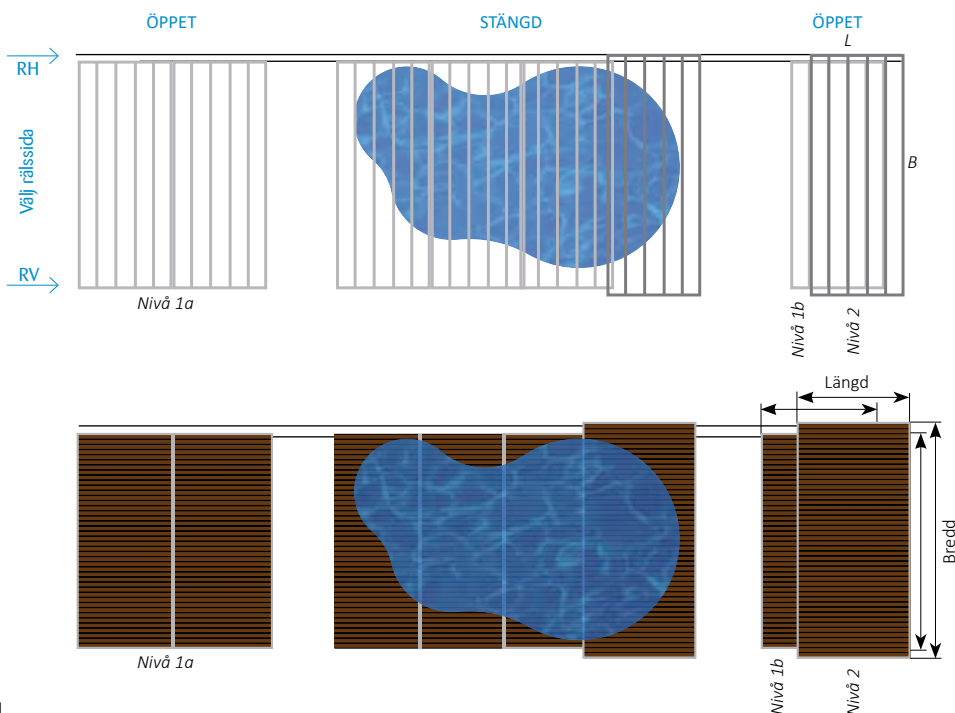 ÖPPET
STÄNGD
ÖPPET
L
RH
Välj rälssida
B
RV
Nivå 1a
Nivå 1b
Nivå 2
Längd
Bredd
Nivå 1a
Nivå 1b
Nivå 2